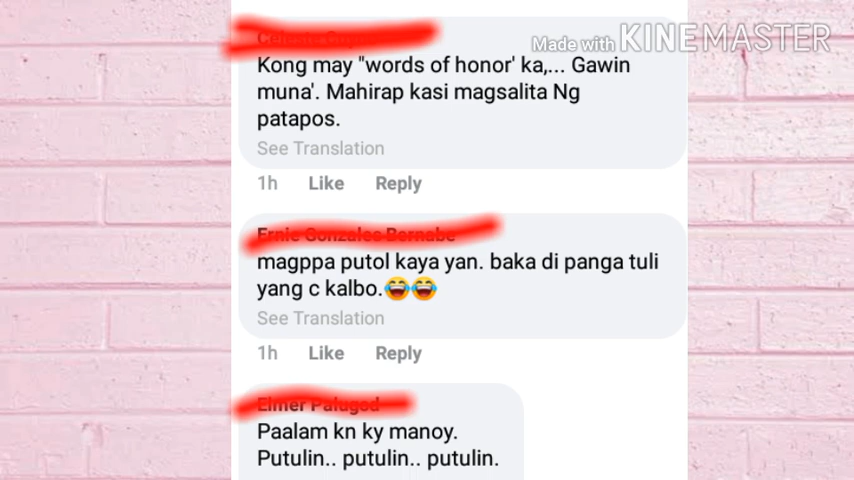 Made with KINEMASTER
Kong may "words of honor' ka,... Gawin
muna'. Mahirap kasi magsalita Ng
patapos.
See Translation
1h Like Reply
magppa putol kaya yan. baka di panga tuli
yang c kalbo.😂😂
See Translation
1h Like Reply
Paalam kn ky manoy.
Putulin.. putulin.. putulin.